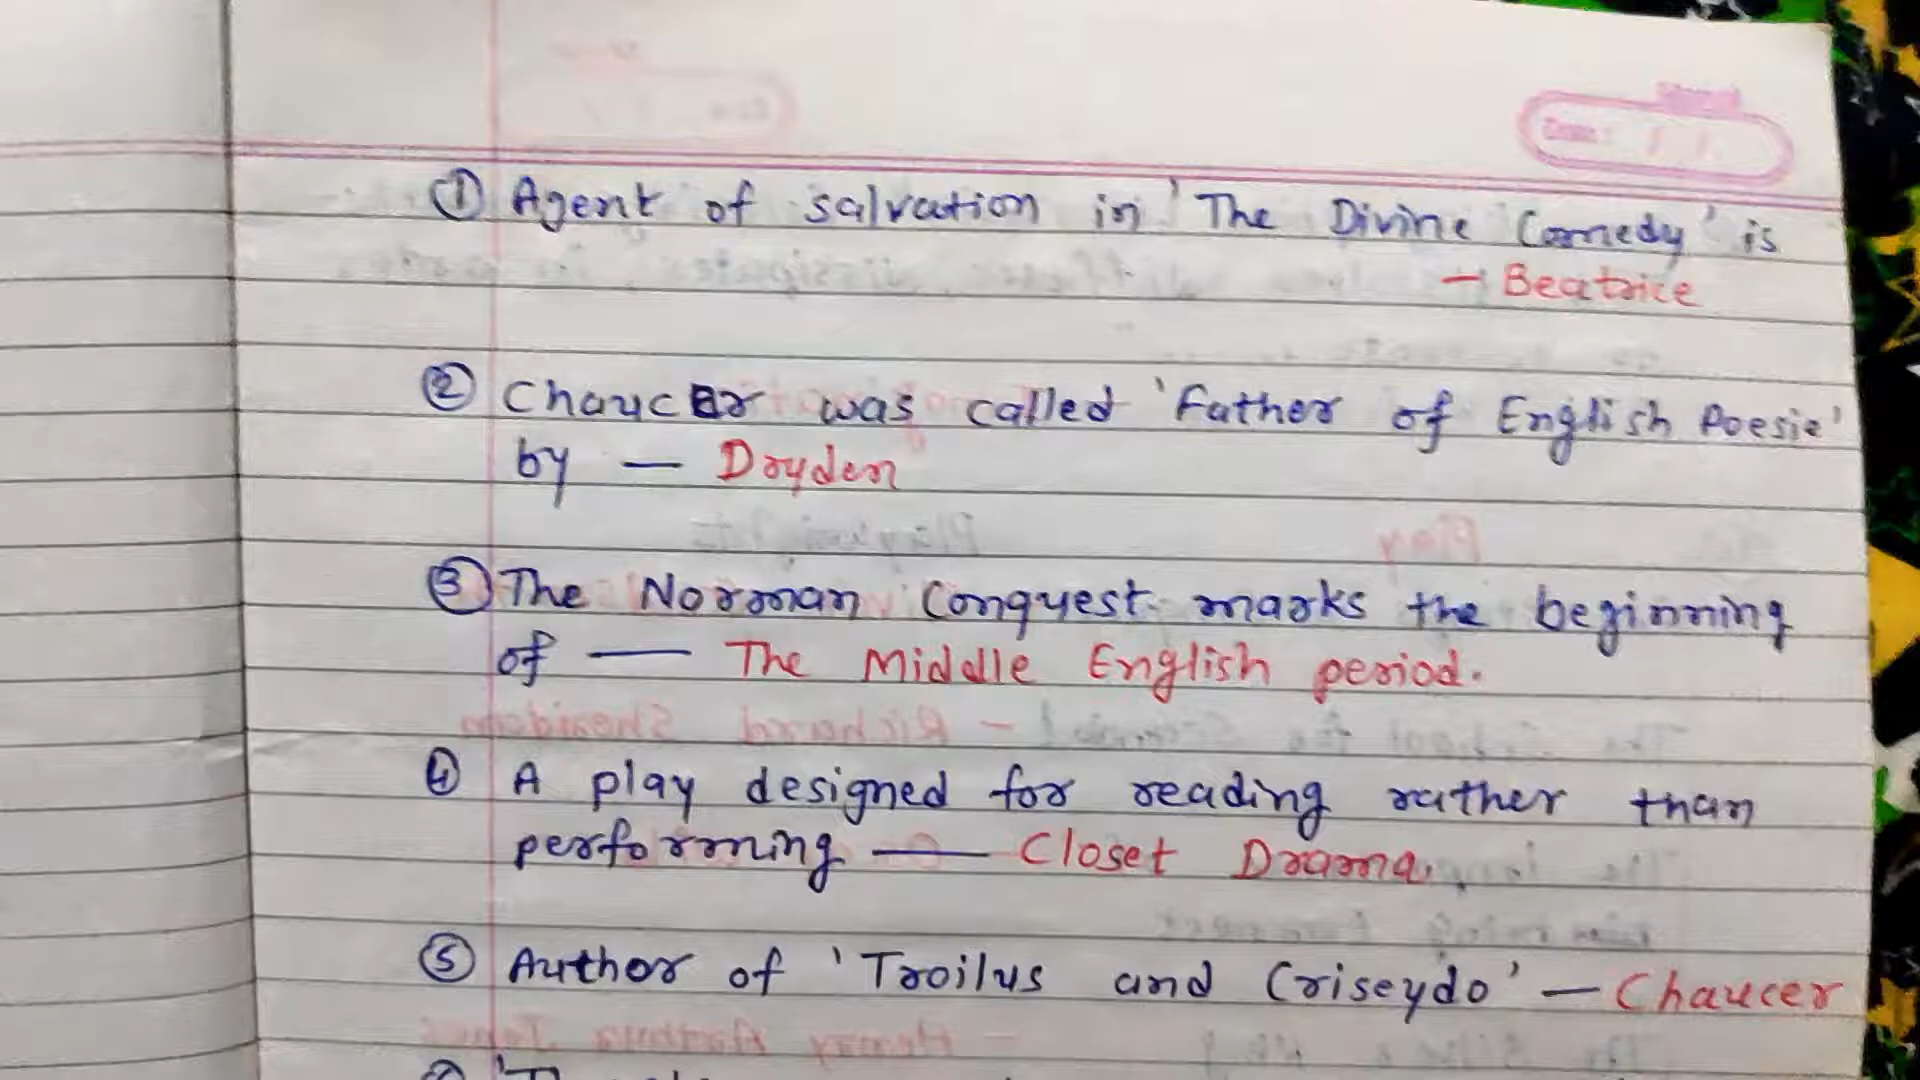 Date :
① Agent of salvation in 'The Divine Comedy' is
- Beatrice
② Chaucer was called 'Father of English Poesie'
by — Dryden
③ The Norman Conquest marks the beginning
of — The Middle English period.
④ A play designed for reading rather than
performing — Closet Drama.
⑤ Author of 'Troilus and Criseydo' — Chaucer